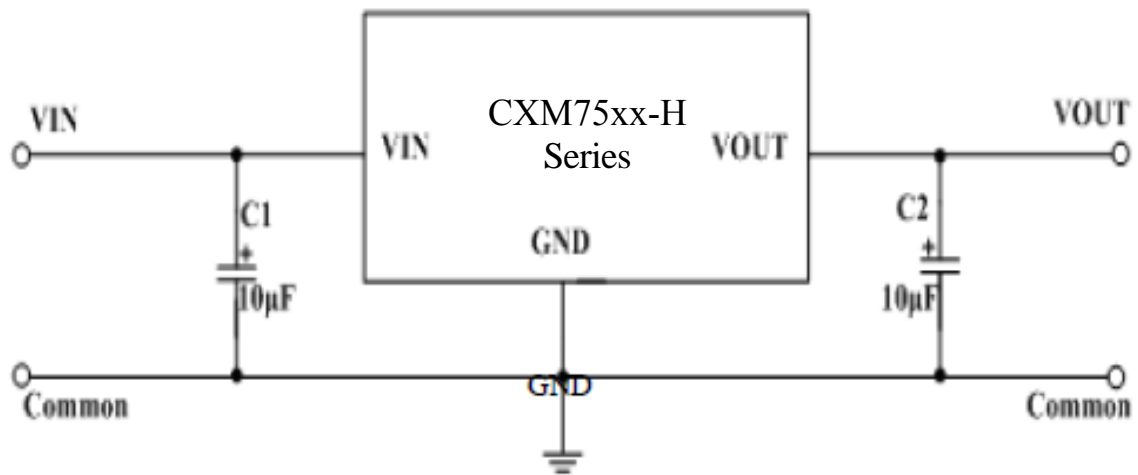 CXM75xx-H
Series
VIN
VOUT
VIN
VOUT
C1
C2
+
+
GND
10μF
10μF
GND
Common
Common